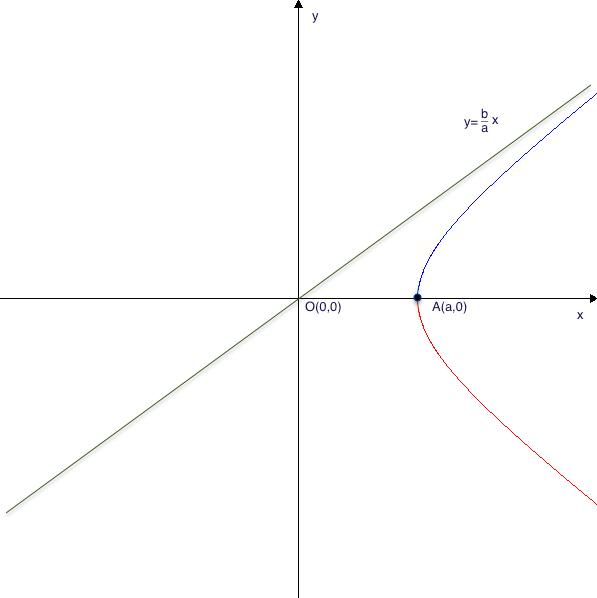 y
y=b/a x
O(0,0)
A(a,0)
x